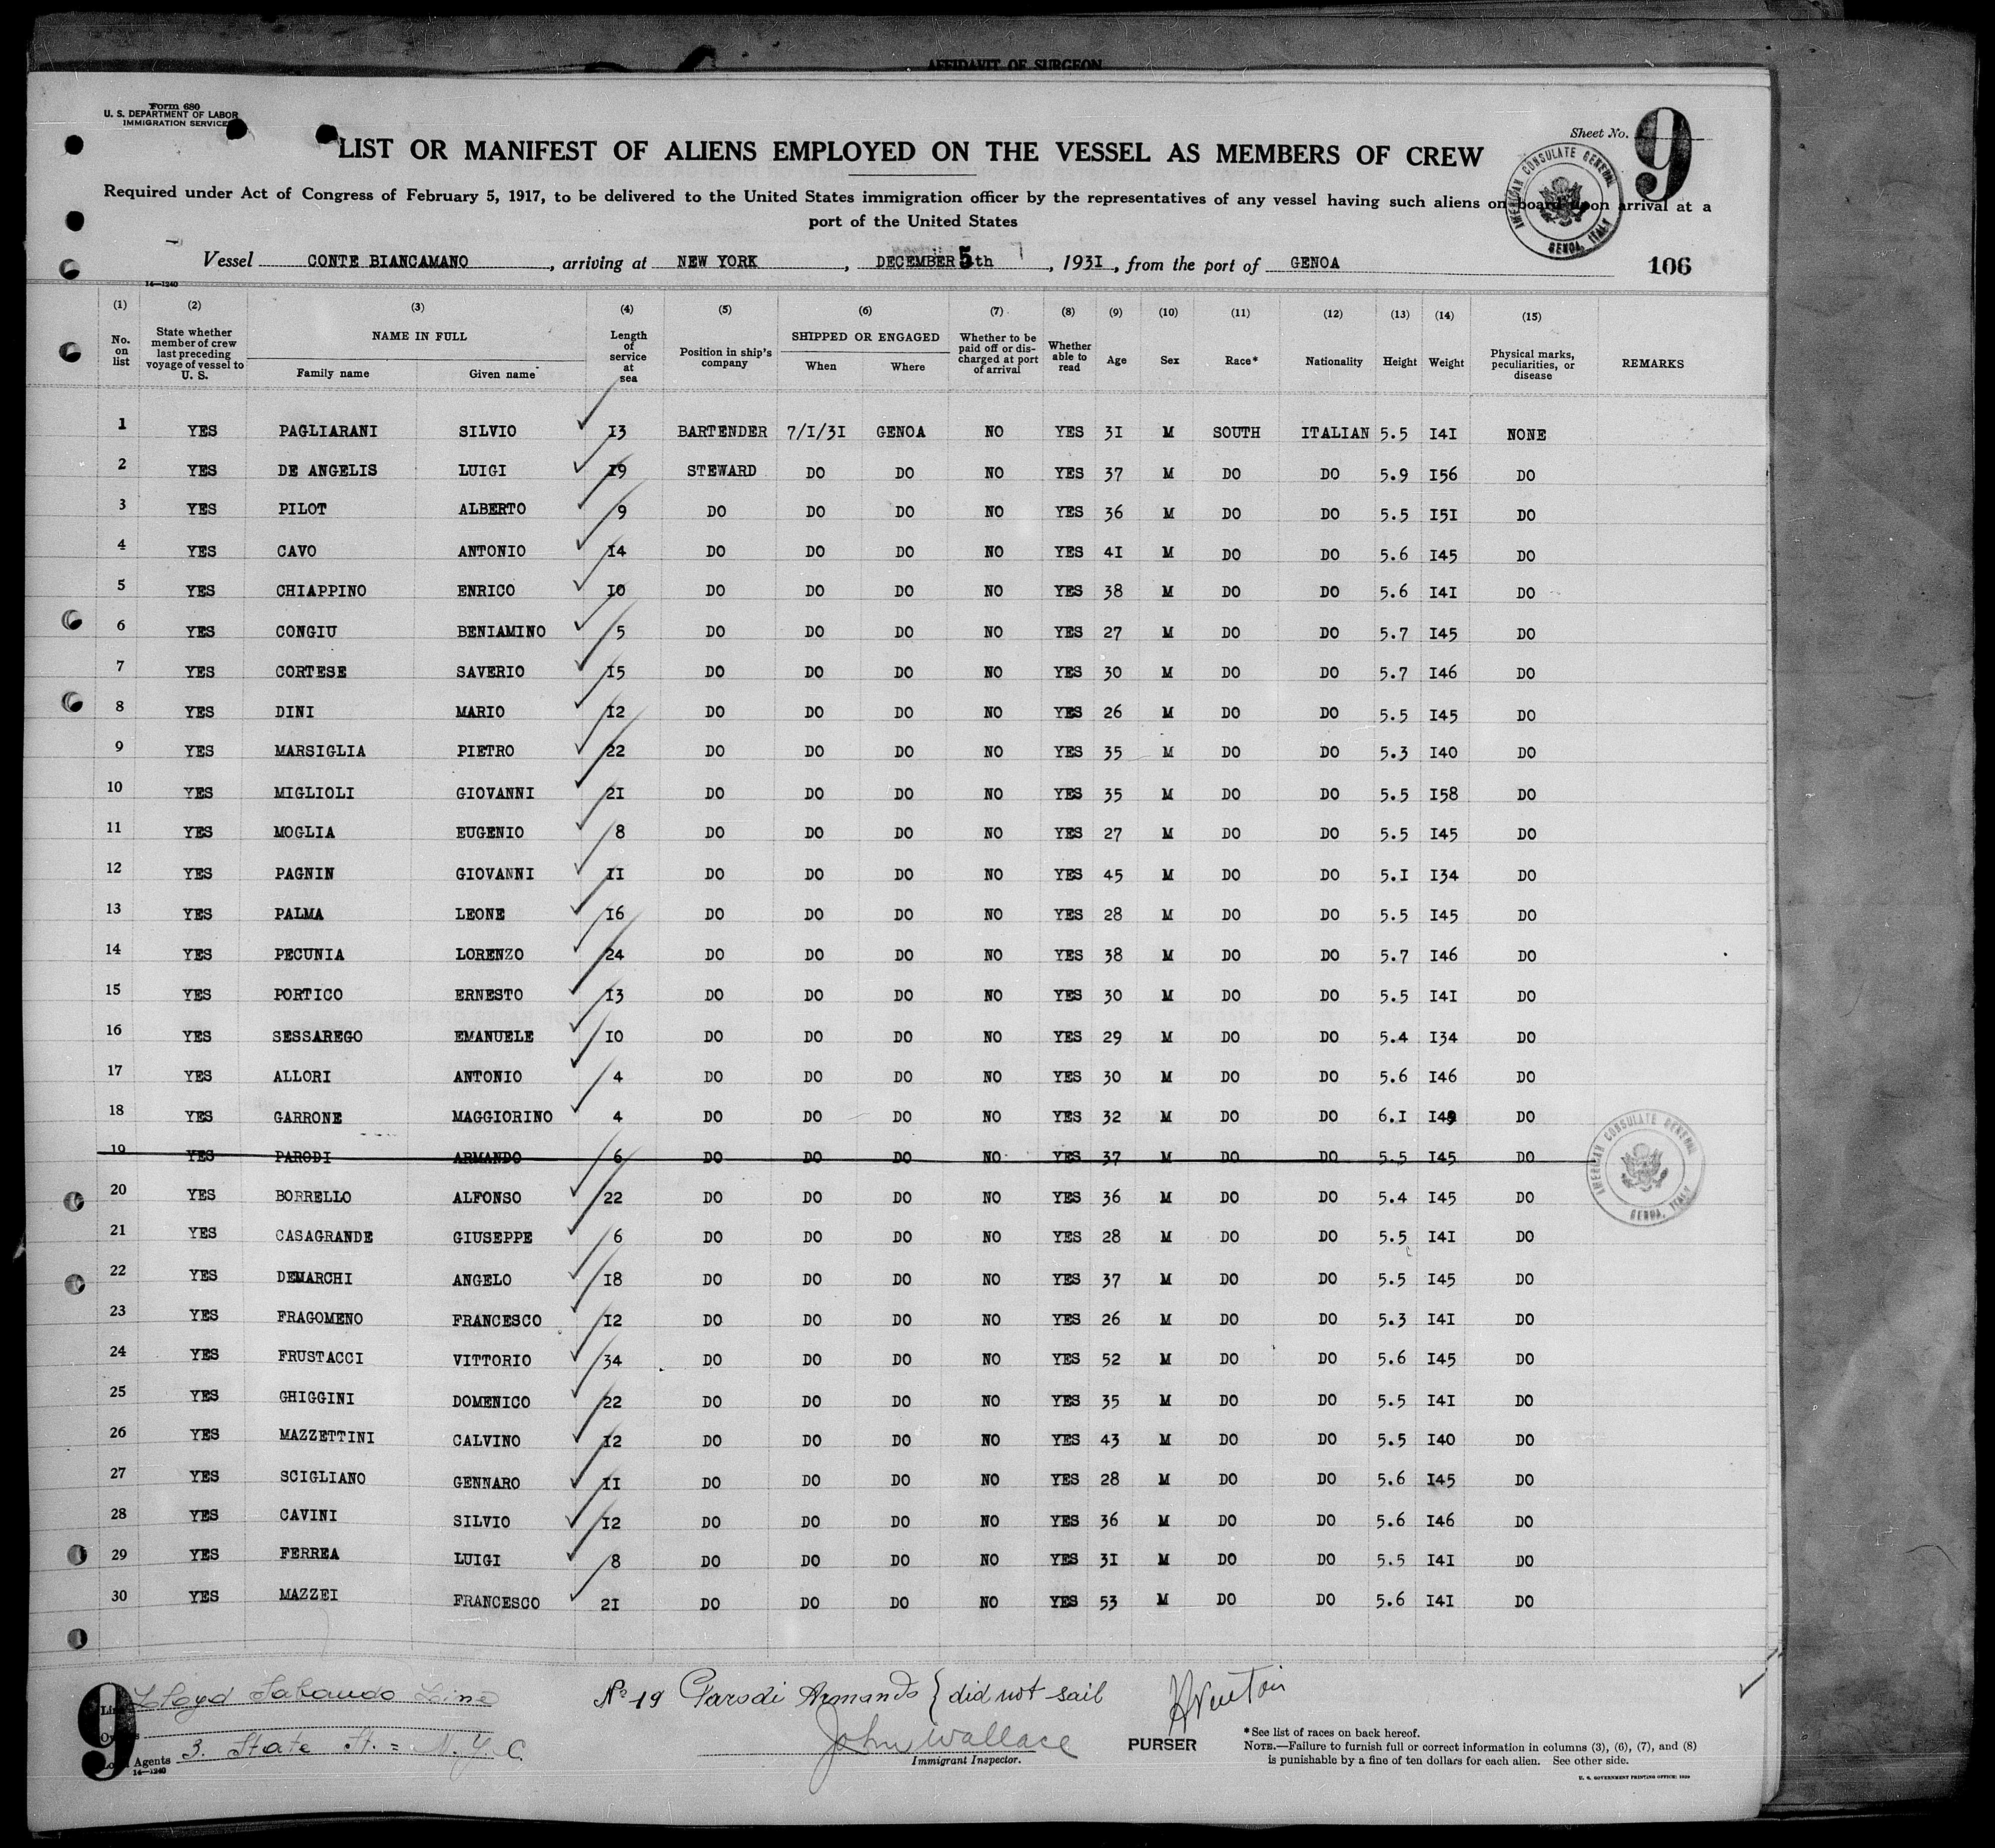 AFFIDAVIT OF SURGEON
Form 680
U. S. DEPARTMENT OF LABOR
IMMIGRATION SERVICE
Sheet No. 9
LIST OR MANIFEST OF ALIENS EMPLOYED ON THE VESSEL AS MEMBERS OF CREW
AMERICAN CONSULATE GENERAL GENOA, ITALY
Required under Act of Congress of February 5, 1917, to be delivered to the United States immigration officer by the representatives of any vessel having such aliens on board upon arrival at a
port of the United States
Vessel CONTE BIANCAMANO, arriving at NEW YORK, DECEMBER 5th, 1931, from the port of GENOA 106
14—1240
(1) (2) (3) (4) (5) (6) (7) (8) (9) (10) (11) (12) (13) (14) (15)
No. on list State whether member of crew last preceding voyage of vessel to U. S. NAME IN FULL Family name Given name Length of service at sea Position in ship's company SHIPPED OR ENGAGED When Where Whether to be paid off or discharged at port of arrival Whether able to read Age Sex Race* Nationality Height Weight Physical marks, peculiarities, or disease REMARKS
1 YES PAGLIARANI SILVIO 13 BARTENDER 7/1/31 GENOA NO YES 31 M SOUTH ITALIAN 5.5 141 NONE
2 YES DE ANGELIS LUIGI 19 STEWARD DO DO NO YES 37 M DO DO 5.9 156 DO
3 YES PILOT ALBERTO 9 DO DO DO NO YES 36 M DO DO 5.5 151 DO
4 YES CAVO ANTONIO 14 DO DO DO NO YES 41 M DO DO 5.6 145 DO
5 YES CHIAPPINO ENRICO 10 DO DO DO NO YES 38 M DO DO 5.6 141 DO
6 YES CONGIU BENIAMINO 5 DO DO DO NO YES 27 M DO DO 5.7 145 DO
7 YES CORTESE SAVERIO 15 DO DO DO NO YES 30 M DO DO 5.7 146 DO
8 YES DINI MARIO 12 DO DO DO NO YES 26 M DO DO 5.5 145 DO
9 YES MARSIGLIA PIETRO 22 DO DO DO NO YES 35 M DO DO 5.3 140 DO
10 YES MIGLIOLI GIOVANNI 21 DO DO DO NO YES 35 M DO DO 5.5 158 DO
11 YES MOGLIA EUGENIO 8 DO DO DO NO YES 27 M DO DO 5.5 145 DO
12 YES PAGNIN GIOVANNI 11 DO DO DO NO YES 45 M DO DO 5.1 134 DO
13 YES PALMA LEONE 16 DO DO DO NO YES 28 M DO DO 5.5 145 DO
14 YES PECUNIA LORENZO 24 DO DO DO NO YES 38 M DO DO 5.7 146 DO
15 YES PORTICO ERNESTO 13 DO DO DO NO YES 30 M DO DO 5.5 141 DO
16 YES SESSAREGO EMANUELE 10 DO DO DO NO YES 29 M DO DO 5.4 134 DO
17 YES ALLORI ANTONIO 4 DO DO DO NO YES 30 M DO DO 5.6 146 DO
18 YES GARRONE MAGGIORINO 4 DO DO DO NO YES 32 M DO DO 6.1 149 DO
19 YES PARODI ARMANDO 6 DO DO DO NO YES 37 M DO DO 5.5 145 DO
AMERICAN CONSULATE GENERAL GENOA, ITALY
20 YES BORRELLO ALFONSO 22 DO DO DO NO YES 36 M DO DO 5.4 145 DO
21 YES CASAGRANDE GIUSEPPE 6 DO DO DO NO YES 28 M DO DO 5.5 141 DO
22 YES DEMARCHI ANGELO 18 DO DO DO NO YES 37 M DO DO 5.5 145 DO
23 YES FRAGOMENO FRANCESCO 12 DO DO DO NO YES 26 M DO DO 5.3 141 DO
24 YES FRUSTACCI VITTORIO 34 DO DO DO NO YES 52 M DO DO 5.6 145 DO
25 YES GHIGGINI DOMENICO 22 DO DO DO NO YES 35 M DO DO 5.5 141 DO
26 YES MAZZETTINI CALVINO 12 DO DO DO NO YES 43 M DO DO 5.5 140 DO
27 YES SCIGLIANO GENNARO 11 DO DO DO NO YES 28 M DO DO 5.6 145 DO
28 YES CAVINI SILVIO 12 DO DO DO NO YES 36 M DO DO 5.6 146 DO
29 YES FERREA LUIGI 8 DO DO DO NO YES 31 M DO DO 5.5 141 DO
30 YES MAZZEI FRANCESCO 21 DO DO DO NO YES 53 M DO DO 5.6 141 DO
9 Lloyd Sabaudo Line
Agents 3. State St. = N. Y. C.
14—1240
No 19 Parodi Armando { did not sail
John Wallace
Immigrant Inspector.
PURSER
*See list of races on back hereof.
NOTE.—Failure to furnish full or correct information in columns (3), (6), (7), and (8)
is punishable by a fine of ten dollars for each alien. See other side.
U. S. GOVERNMENT PRINTING OFFICE: 1929